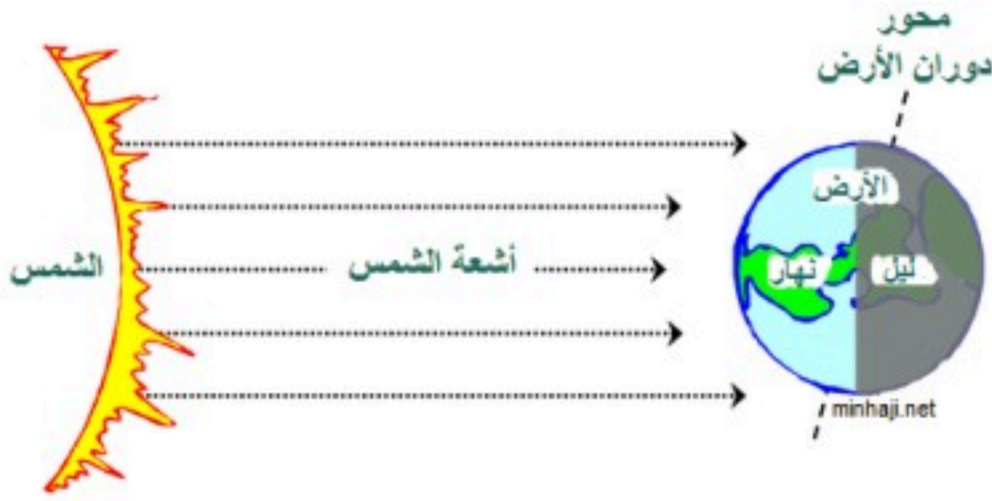 محور
دوران الأرض
الأرض
الشمس
أشعة الشمس
نهار
ليل
minhaji.net